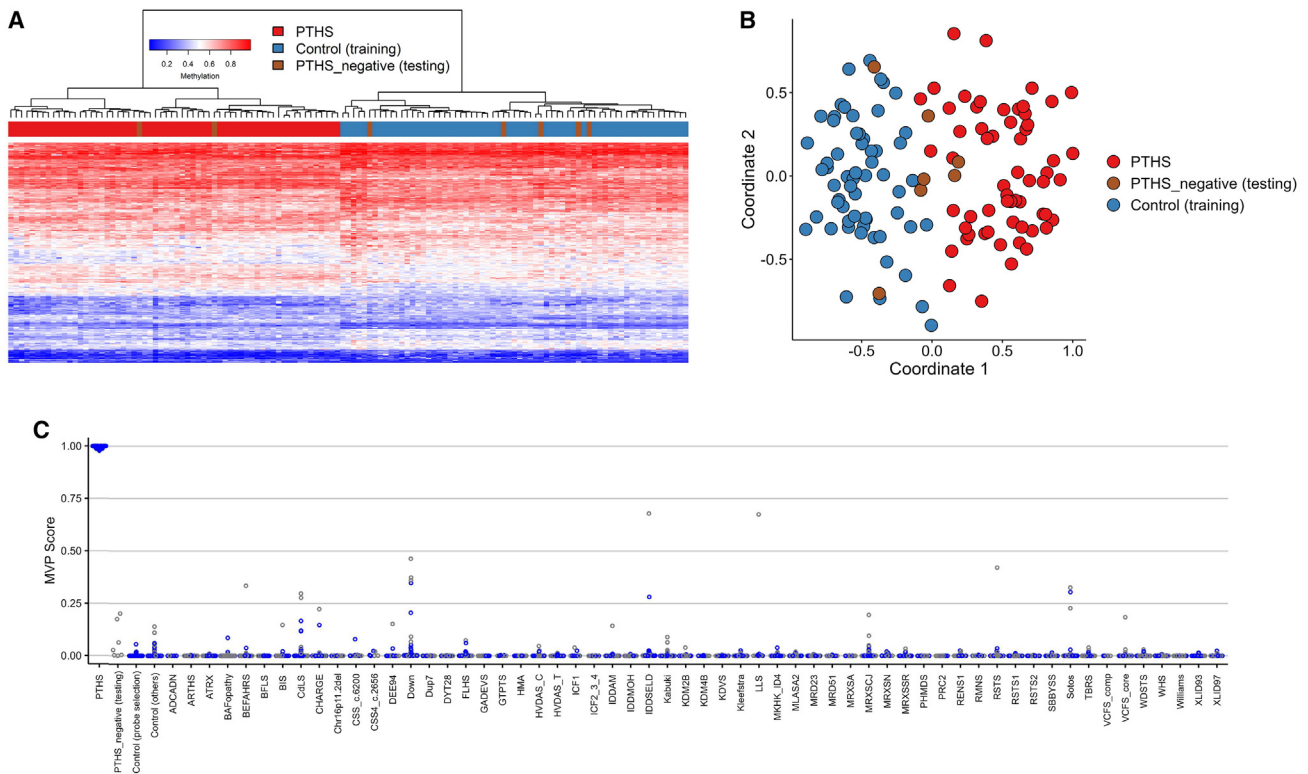 A
PTHS
Control (training)
PTHS_negative (testing)
0.2 0.4 0.6 0.8
Methylation
B
Coordinate 2
0.5
0.0
-0.5
-0.5 0.0 0.5 1.0
Coordinate 1
PTHS
PTHS_negative (testing)
Control (training)
C
MVP Score
1.00
0.75
0.50
0.25
0.00
PTHS
PTHS_negative (testing)
Control (probe selection)
Control (others)
ADCADN
ARTHS
ATRX
BAFopathy
BEFAHRS
BFLS
BIS
CdLS
CHARGE
Chr16p11.2del
CSS_c.6200
CSS4_c.2656
DEE94
Down
Dup7
DYT28
FLHS
GADEVS
GTPTS
HMA
HVDAS_C
HVDAS_T
ICF1
ICF2_3_4
IDDAM
IDDMOH
IDDSELD
Kabuki
KDM2B
KDM4B
KDVS
Kleefstra
LLS
MKHK_ID4
MLASA2
MRD23
MRD51
MRXSA
MRXSCJ
MRXSN
MRXSSR
PHMDS
PRC2
RENS1
RMNS
RSTS
RSTS1
RSTS2
SBBYSS
Sotos
TBRS
VCFS_comp
VCFS_core
WDSTS
WHS
Williams
XLID93
XLID97